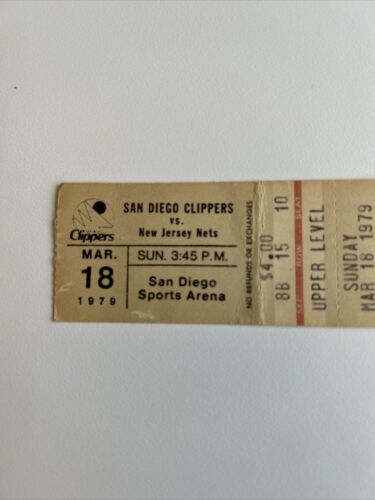 Clippers
SAN DIEGO CLIPPERS
vs.
New Jersey Nets
MAR.
18
1979
SUN. 3:45 P.M.
San Diego
Sports Arena
NO REFUNDS OR EXCHANGES
$4.00
8B 15 10
SEC. ROW SEAT
UPPER LEVEL
SUNDAY
MAR 18 1979